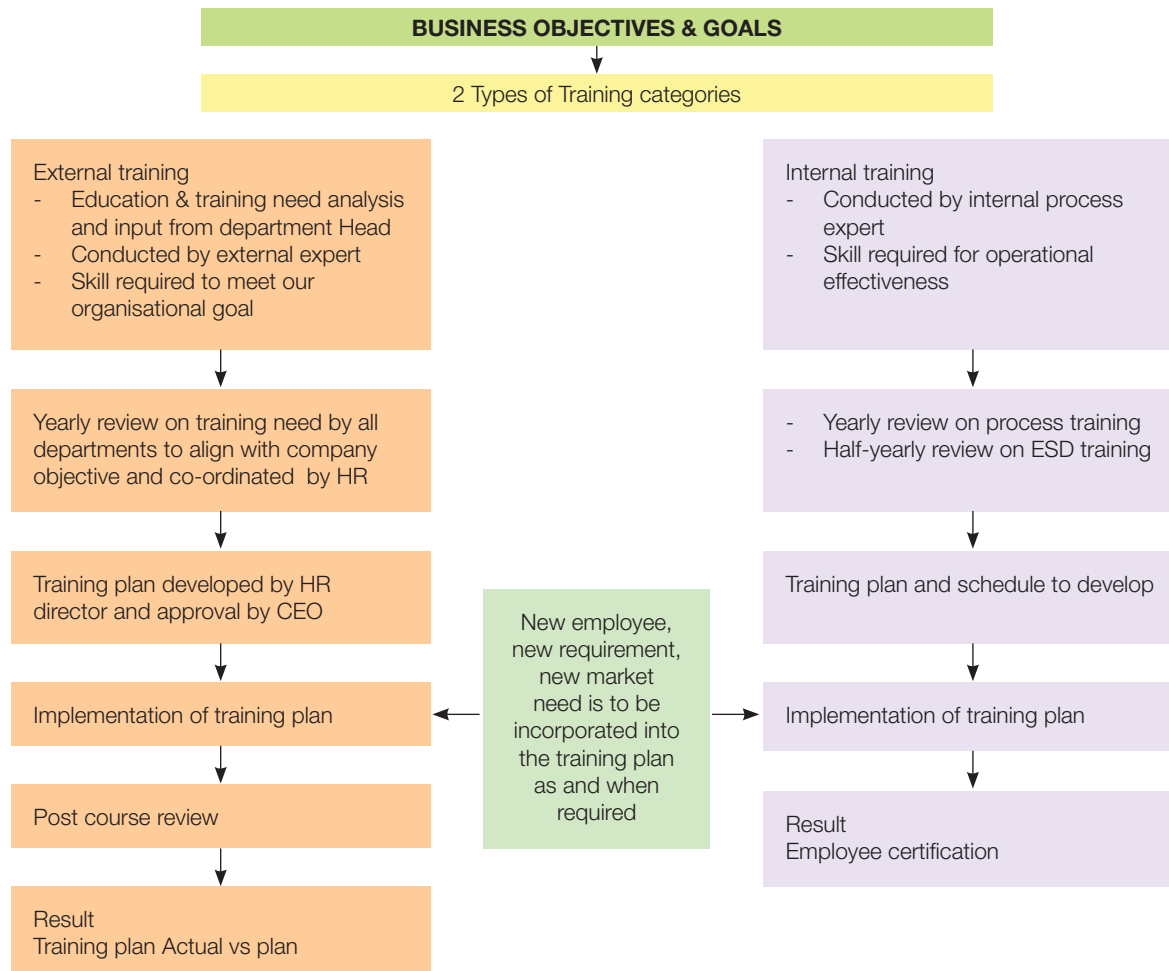 BUSINESS OBJECTIVES & GOALS
2 Types of Training categories
External training
- Education & training need analysis
and input from department Head
- Conducted by external expert
- Skill required to meet our
organisational goal
Yearly review on training need by all
departments to align with company
objective and co-ordinated by HR
Training plan developed by HR
director and approval by CEO
Implementation of training plan
Post course review
Result
Training plan Actual vs plan
New employee,
new requirement,
new market
need is to be
incorporated into
the training plan
as and when
required
Internal training
- Conducted by internal process
expert
- Skill required for operational
effectiveness
- Yearly review on process training
- Half-yearly review on ESD training
Training plan and schedule to develop
Implementation of training plan
Result
Employee certification